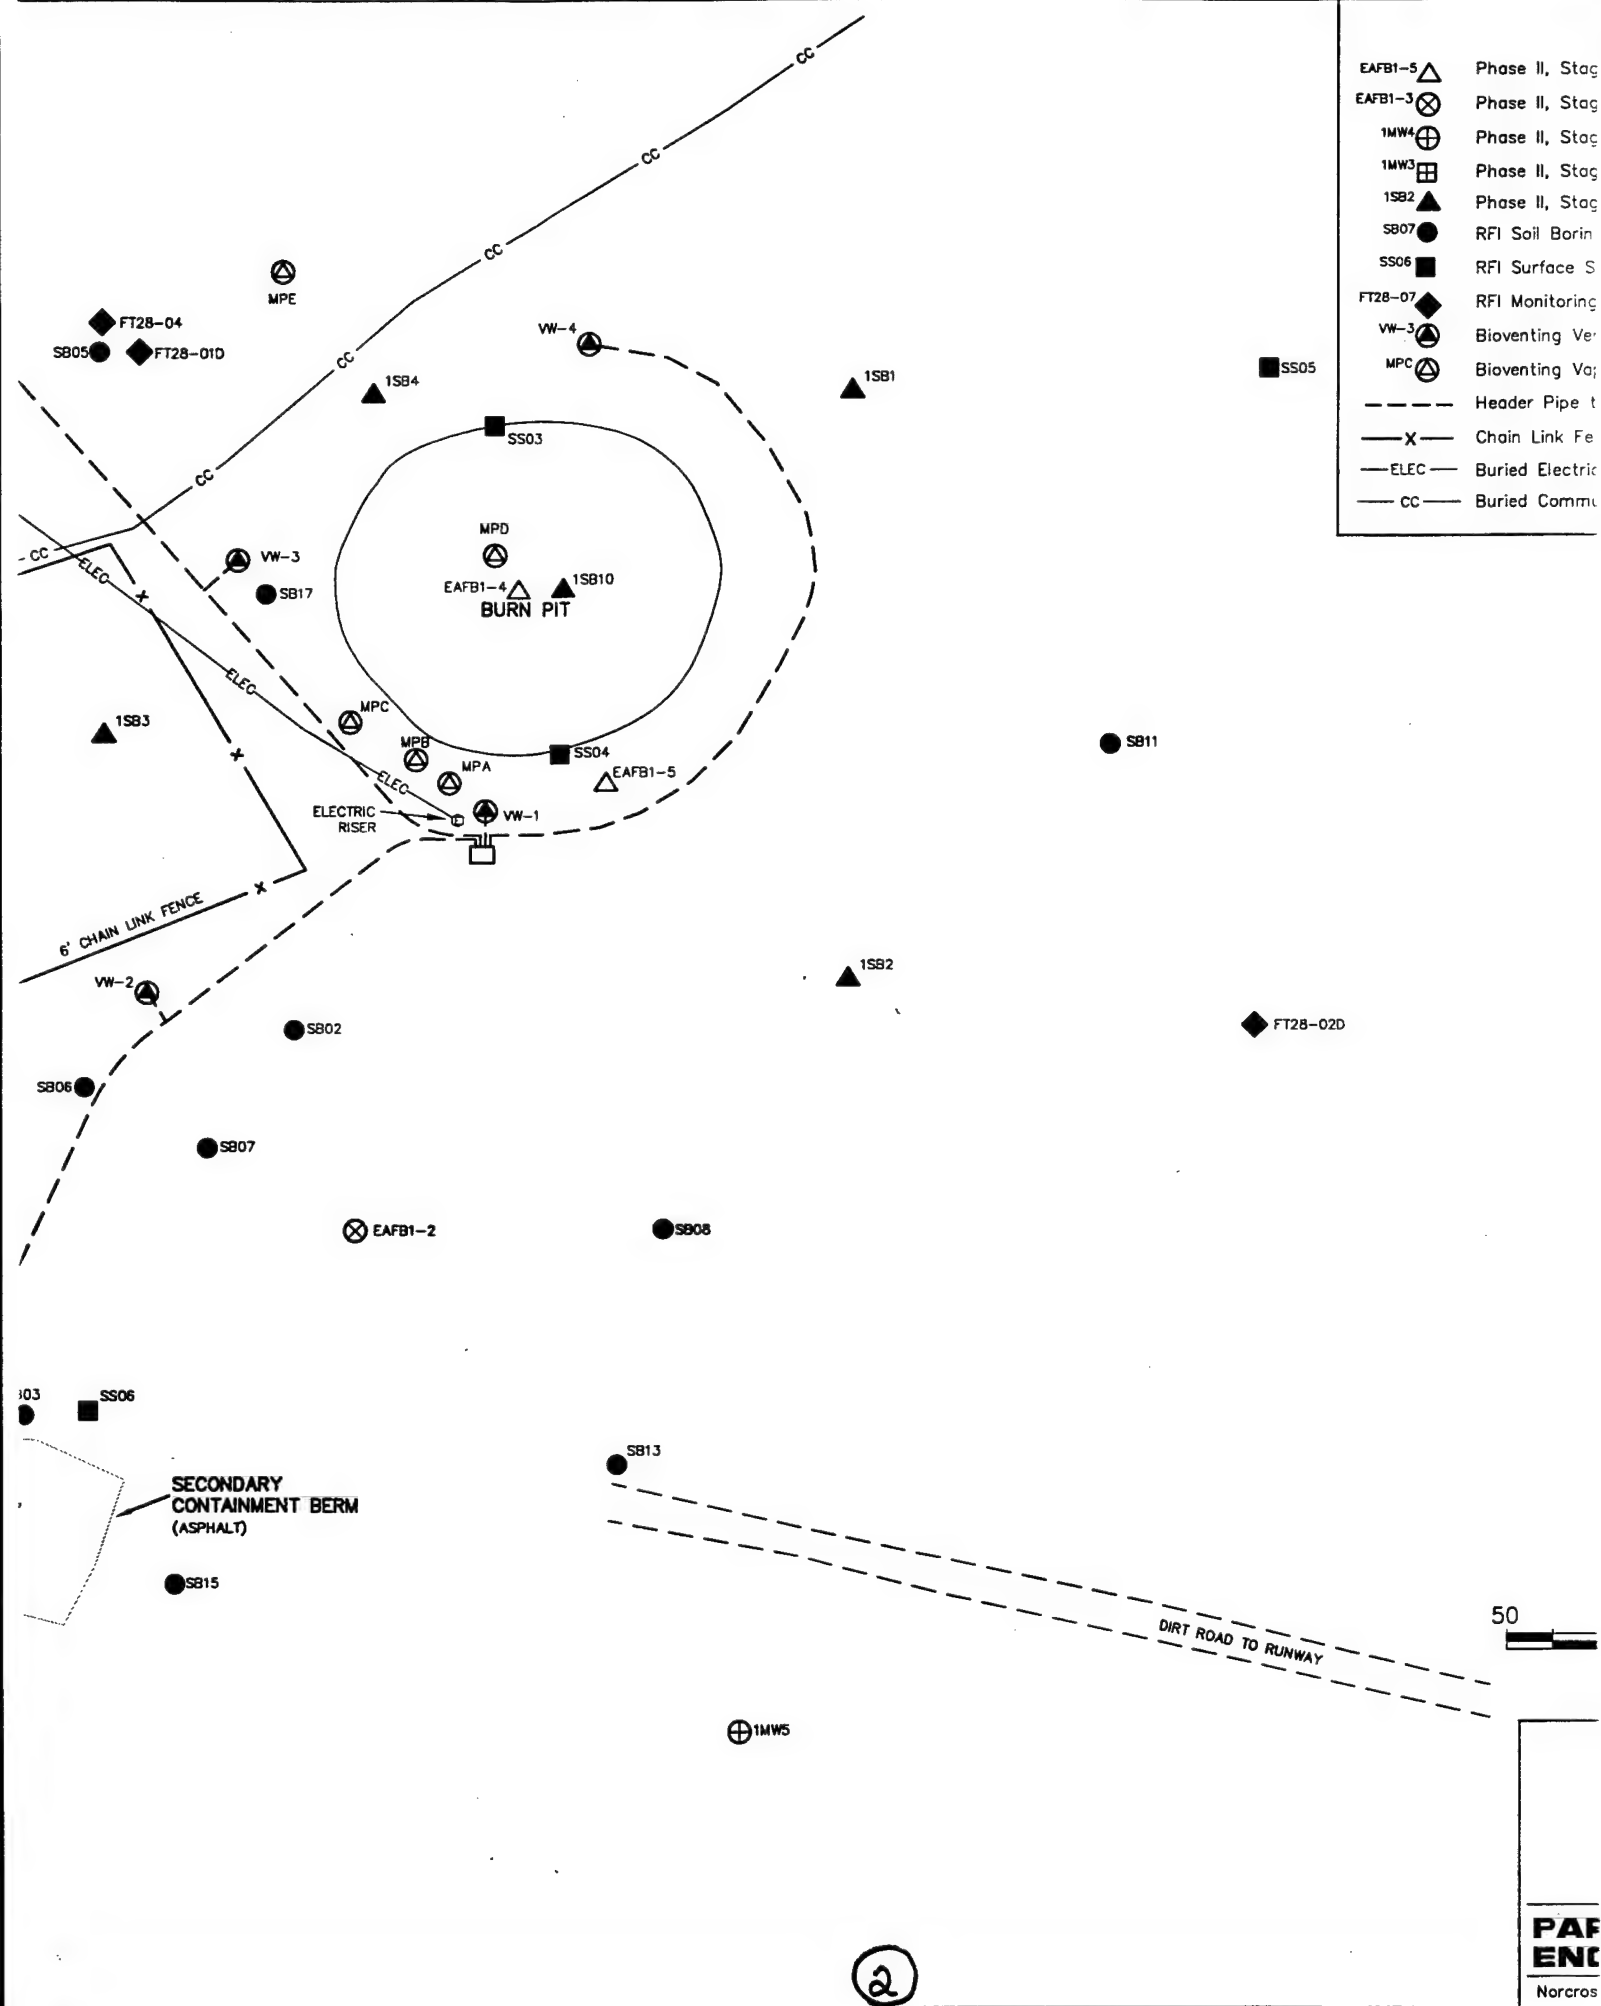 CC
CC
CC
CC
CC
- CC
MPE
FT28-04
SB05
FT28-01D
VW-4
1SB4
1SB1
SS05
SS03
MPD
VW-3
SB17
EAFB1-4
1SB10
BURN PIT
ELEC
X
ELEC
MPC
1SB3
MPB
SS04
SB11
X
MPA
EAFB1-5
ELEC
ELECTRIC
RISER
E
VW-1
X
6' CHAIN LINK FENCE
VW-2
1SB2
SB02
FT28-02D
SB06
SB07
EAFB1-2
SB08
03
SS06
SB13
SECONDARY
CONTAINMENT BERM
(ASPHALT)
SB15
DIRT ROAD TO RUNWAY
50
1MW5
EAFB1-5 Phase II, Stag
EAFB1-3 Phase II, Stag
1MW4 Phase II, Stag
1MW3 Phase II, Stag
1SB2 Phase II, Stag
SB07 RFI Soil Borin
SS06 RFI Surface S
FT28-07 RFI Monitoring
VW-3 Bioventing Ve
MPC Bioventing Va
Header Pipe t
X Chain Link Fe
ELEC Buried Electric
CC Buried Commu
PAR
ENG
Norcros
2